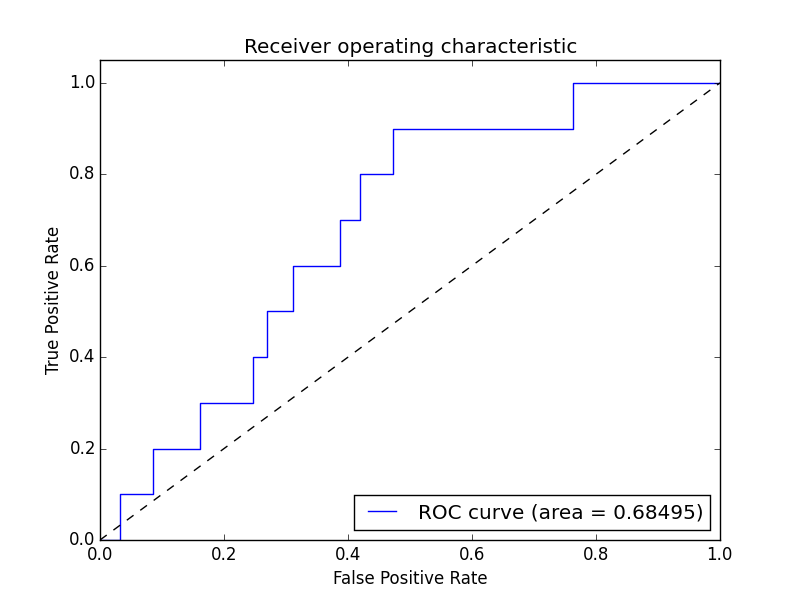 Receiver operating characteristic
1.0
0.8
0.6
0.4
0.2
0.0
True Positive Rate
ROC curve (area = 0.68495)
0.0 0.2 0.4 0.6 0.8 1.0
False Positive Rate